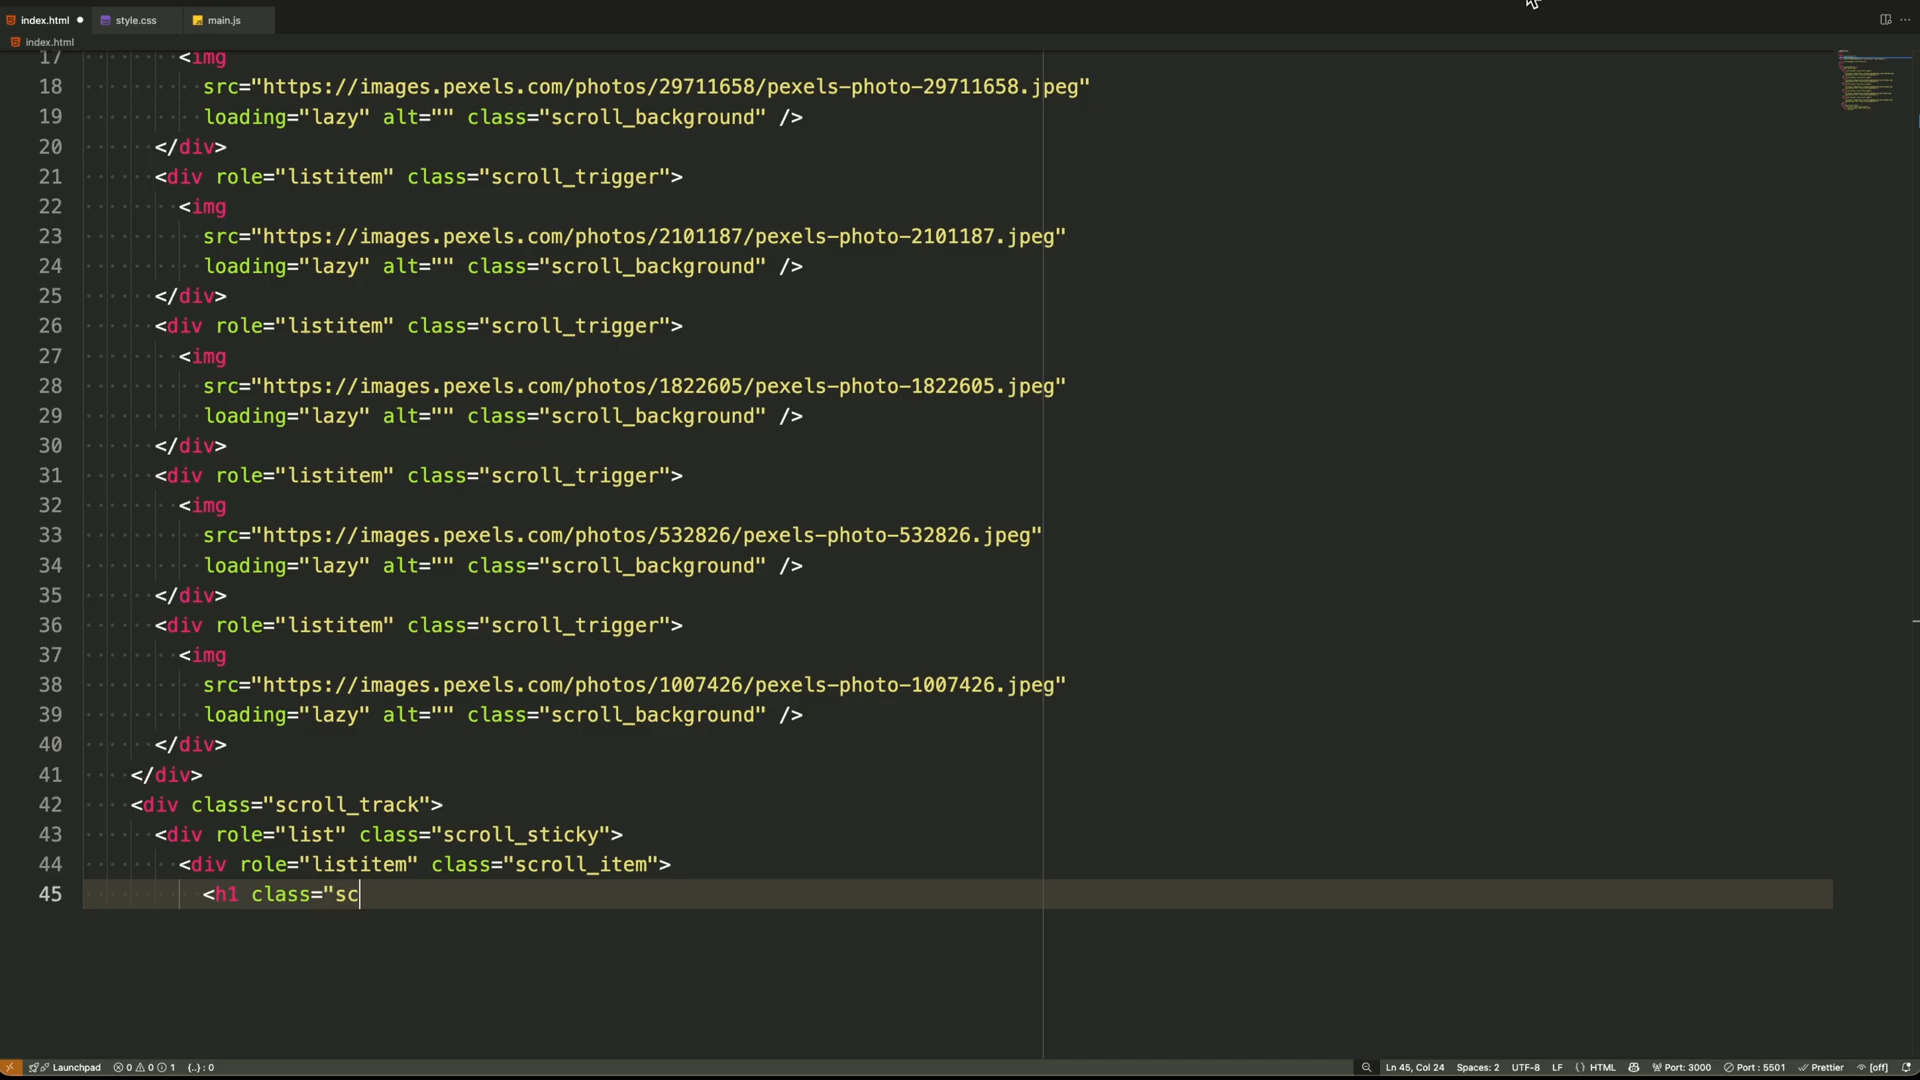 index.html
style.css
main.js
index.html
17 <img
18 src="https://images.pexels.com/photos/29711658/pexels-photo-29711658.jpeg"
19 loading="lazy" alt="" class="scroll_background" />
20 </div>
21 <div role="listitem" class="scroll_trigger">
22 <img
23 src="https://images.pexels.com/photos/2101187/pexels-photo-2101187.jpeg"
24 loading="lazy" alt="" class="scroll_background" />
25 </div>
26 <div role="listitem" class="scroll_trigger">
27 <img
28 src="https://images.pexels.com/photos/1822605/pexels-photo-1822605.jpeg"
29 loading="lazy" alt="" class="scroll_background" />
30 </div>
31 <div role="listitem" class="scroll_trigger">
32 <img
33 src="https://images.pexels.com/photos/532826/pexels-photo-532826.jpeg"
34 loading="lazy" alt="" class="scroll_background" />
35 </div>
36 <div role="listitem" class="scroll_trigger">
37 <img
38 src="https://images.pexels.com/photos/1007426/pexels-photo-1007426.jpeg"
39 loading="lazy" alt="" class="scroll_background" />
40 </div>
41 </div>
42 <div class="scroll_track">
43 <div role="list" class="scroll_sticky">
44 <div role="listitem" class="scroll_item">
45 <h1 class="sc
Launchpad 0 0 1 {..} : 0 Ln 45, Col 24 Spaces: 2 UTF-8 LF {} HTML Port: 3000 Port : 5501 Prettier [off]